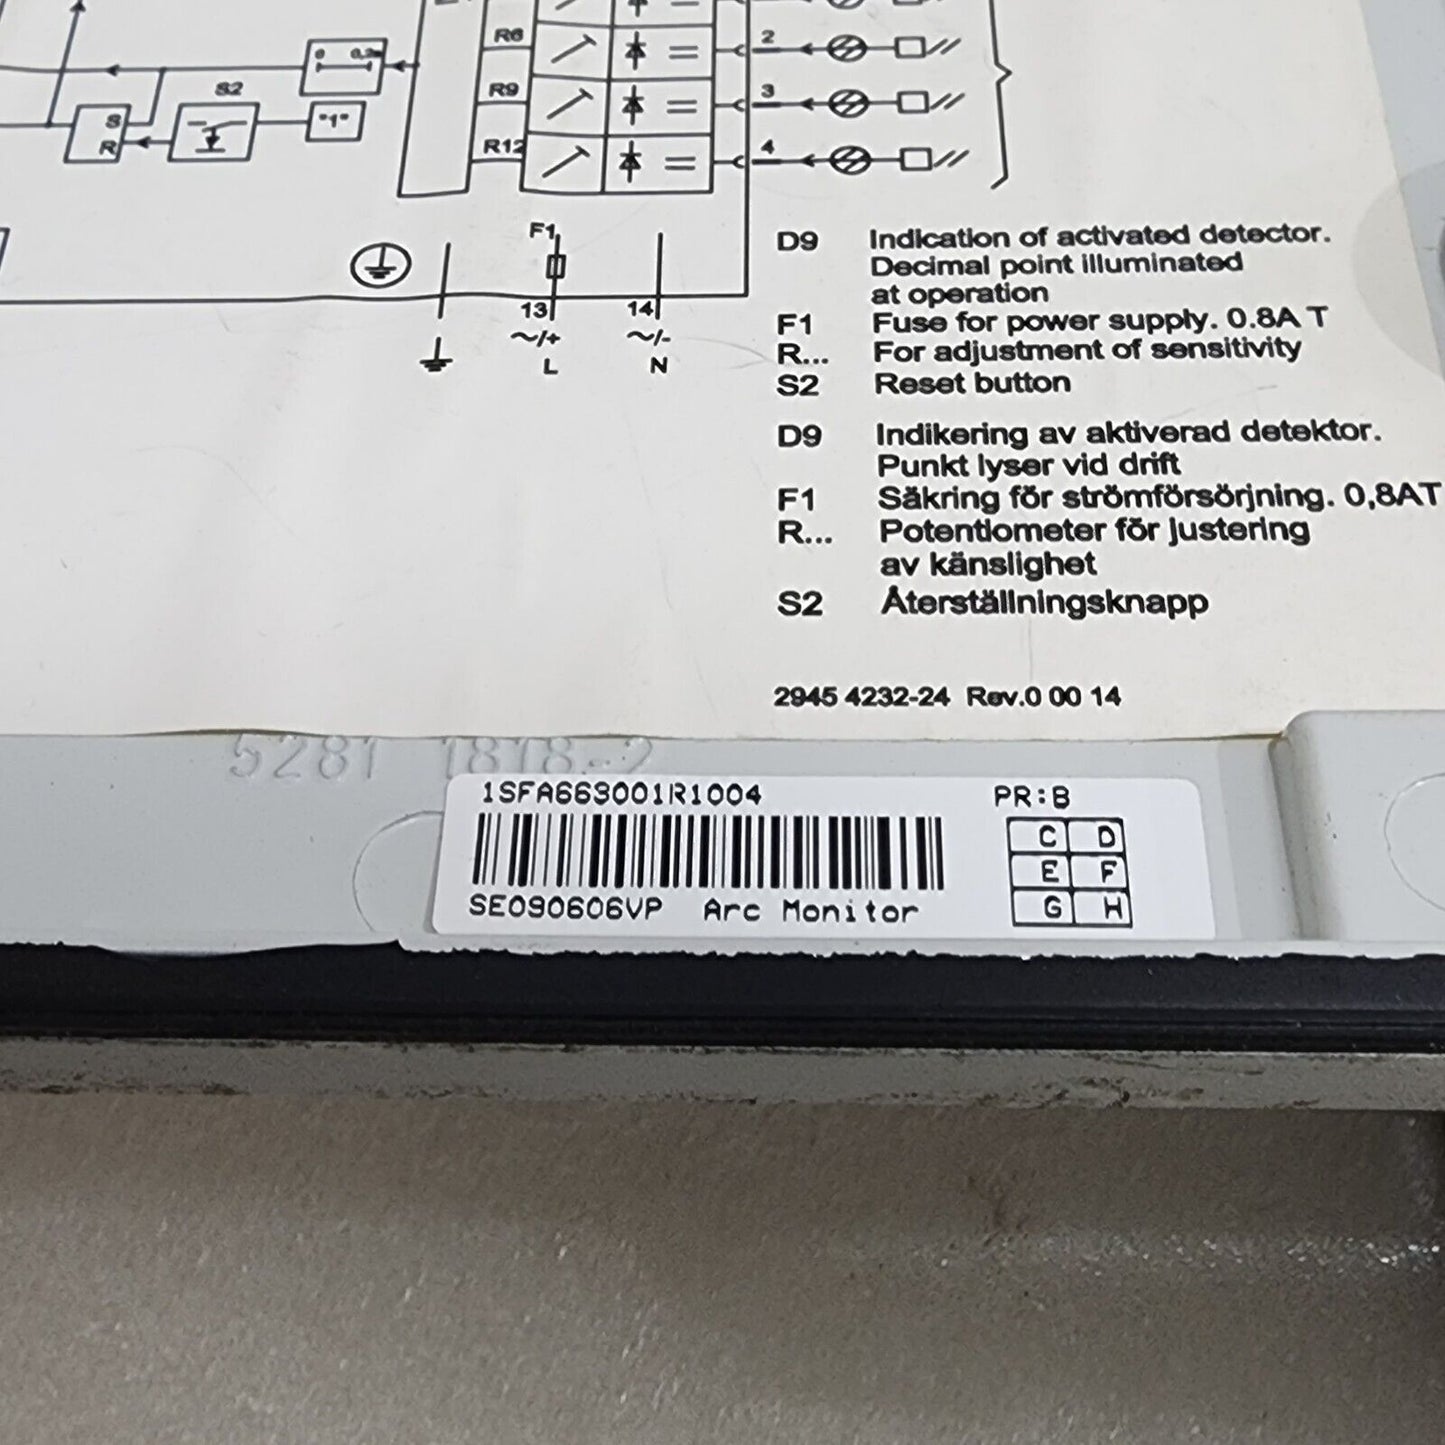 R6
2
S2
R9
3
S
R
"1"
R12
4
F1
13
14
~/+
~/-
L
N
D9 Indication of activated detector.
Decimal point illuminated
at operation
F1 Fuse for power supply. 0.8A T
R... For adjustment of sensitivity
S2 Reset button
D9 Indikering av aktiverad detektor.
Punkt lyser vid drift
F1 Säkring för strömförsörjning. 0,8AT
R... Potentiometer för justering
av känslighet
S2 Återställningsknapp
2945 4232-24 Rev.0 00 14
5281 1818-2
1SFA663001R1004 PR:B
C D
E F
G H
SE090606VP Arc Monitor